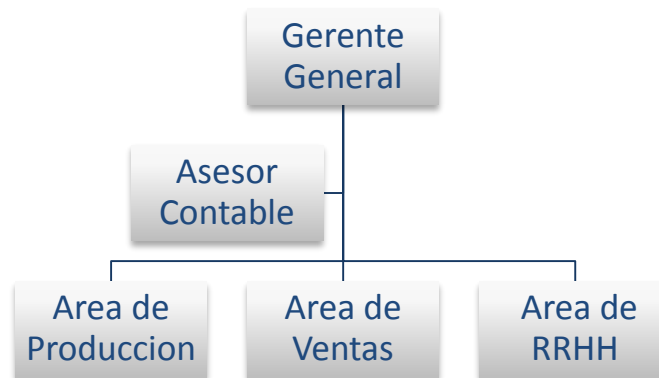 Gerente
General
Asesor
Contable
Area de
Produccion
Area de
Ventas
Area de
RRHH